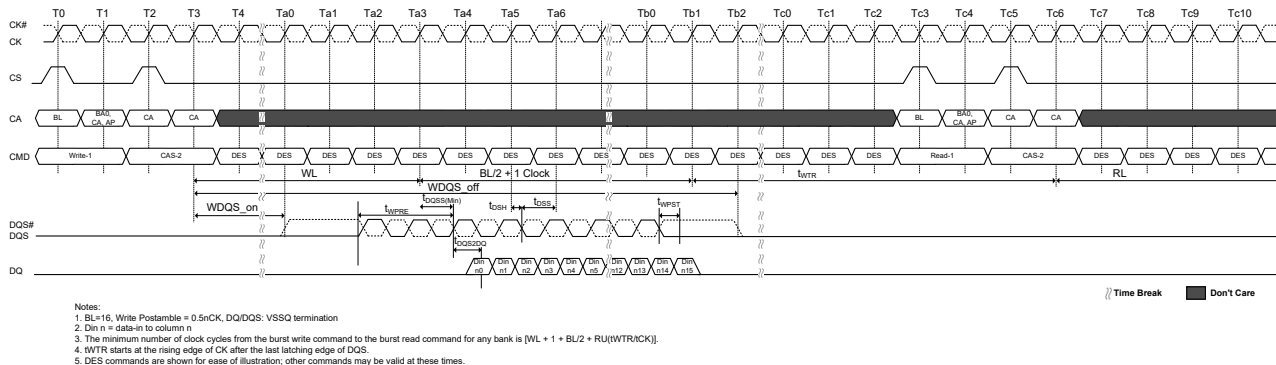 T0 T1 T2 T3 T4 Ta0 Ta1 Ta2 Ta3 Ta4 Ta5 Ta6 Tb0 Tb1 Tb2 Tc0 Tc1 Tc2 Tc3 Tc4 Tc5 Tc6 Tc7 Tc8 Tc9 Tc10
CK#
CK
CS
CA BL BA0, CA, AP CA CA BL BA0, CA, AP CA CA
CMD Write-1 CAS-2 DES DES DES DES DES DES DES DES DES DES DES DES DES DES DES Read-1 CAS-2 DES DES DES DES
WL BL/2 + 1 Clock tWTR RL
WDQS_off
WDQS_on tWPRE tDQSS(Min) tDSH tDSS tWPST
DQS#
DQS
tDQS2DQ
DQ Din n0 Din n1 Din n2 Din n3 Din n4 Din n5 Din n12 Din n13 Din n14 Din n15
Time Break Don't Care
Notes:
1. BL=16, Write Postamble = 0.5nCK, DQ/DQS: VSSQ termination
2. Din n = data-in to column n
3. The minimum number of clock cycles from the burst write command to the burst read command for any bank is [WL + 1 + BL/2 + RU(tWTR/tCK)].
4. tWTR starts at the rising edge of CK after the last latching edge of DQS.
5. DES commands are shown for ease of illustration; other commands may be valid at these times.